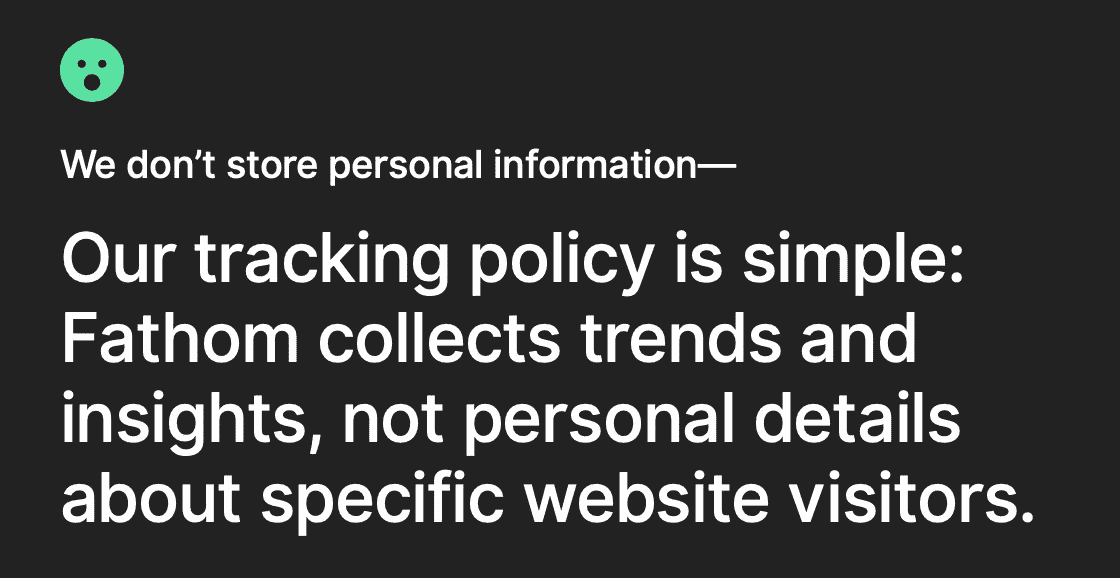 We don’t store personal information—
Our tracking policy is simple:
Fathom collects trends and
insights, not personal details
about specific website visitors.